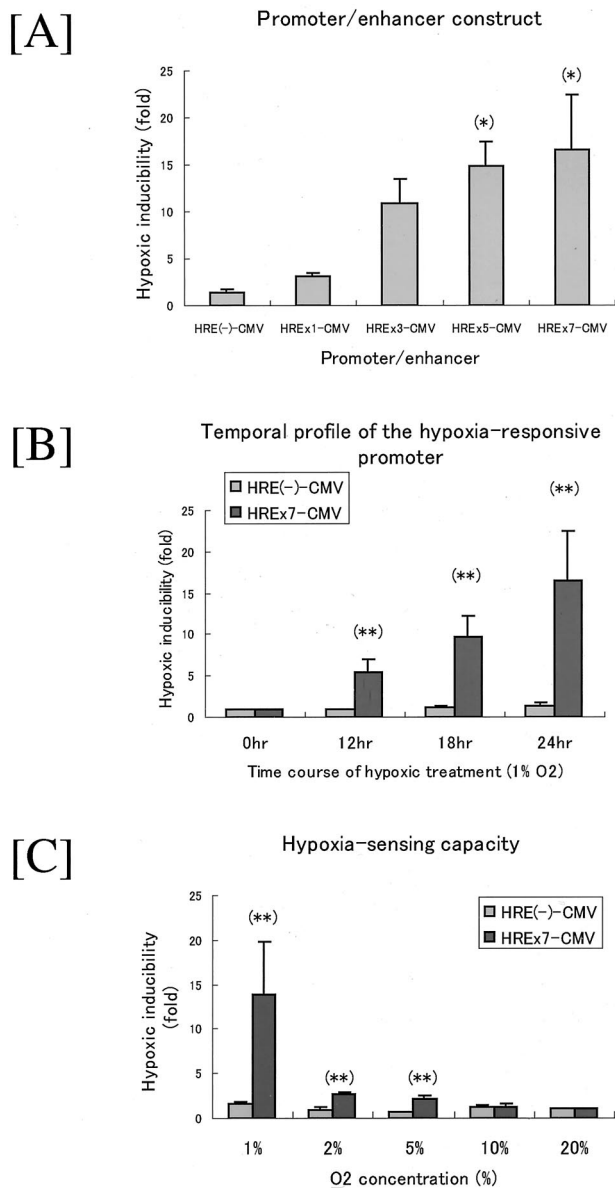 [A]
Promoter/enhancer construct
Hypoxic inducibility (fold)
25
20
15
10
5
0
(*)
(*)
HRE(-)-CMV
HREx1-CMV
HREx3-CMV
HREx5-CMV
HREx7-CMV
Promoter/enhancer
[B]
Temporal profile of the hypoxia-responsive
promoter
HRE(-)-CMV
HREx7-CMV
Hypoxic inducibility (fold)
25
20
15
10
5
0
(**)
(**)
(**)
0hr
12hr
18hr
24hr
Time course of hypoxic treatment (1% O2)
[C]
Hypoxia-sensing capacity
HRE(-)-CMV
HREx7-CMV
Hypoxic inducibility
(fold)
25
20
15
10
5
0
(**)
(**)
(**)
1%
2%
5%
10%
20%
O2 concentration (%)